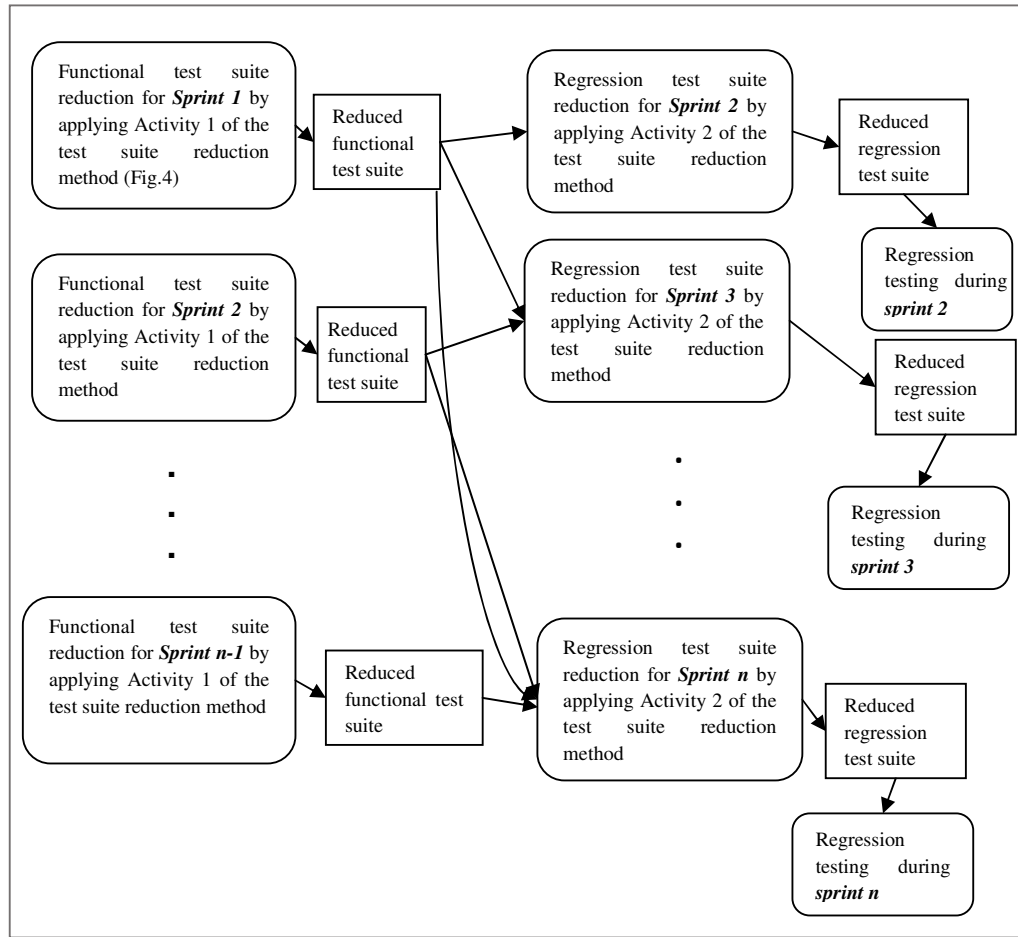 Functional test suite
reduction for Sprint 1 by
applying Activity 1 of the
test suite reduction
method (Fig.4)
Reduced
functional
test suite
Regression test suite
reduction for Sprint 2 by
applying Activity 2 of the
test suite reduction
method
Reduced
regression
test suite
Regression
testing during
sprint 2
Functional test suite
reduction for Sprint 2 by
applying Activity 1 of the
test suite reduction
method
Reduced
functional
test suite
Regression test suite
reduction for Sprint 3 by
applying Activity 2 of the
test suite reduction
method
Reduced
regression
test suite
Regression
testing during
sprint 3
Functional test suite
reduction for Sprint n-1 by
applying Activity 1 of the
test suite reduction method
Reduced
functional test
suite
Regression test suite
reduction for Sprint n by
applying Activity 2 of the
test suite reduction
method
Reduced
regression
test suite
Regression
testing during
sprint n